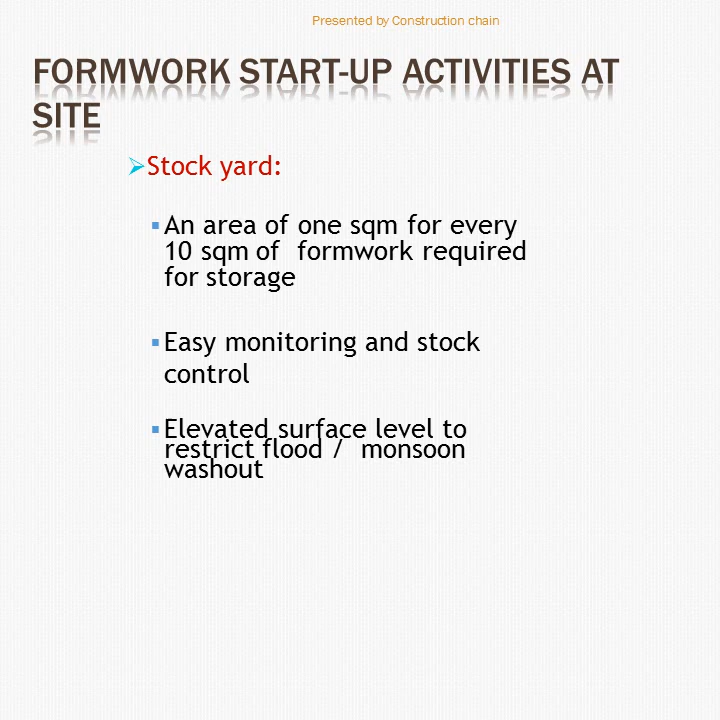 Presented by Construction chain
FORMWORK START-UP ACTIVITIES AT
SITE
➢Stock yard:
▪An area of one sqm for every
10 sqm of  formwork required
for storage
▪Easy monitoring and stock
control
▪Elevated surface level to
restrict flood /  monsoon
washout